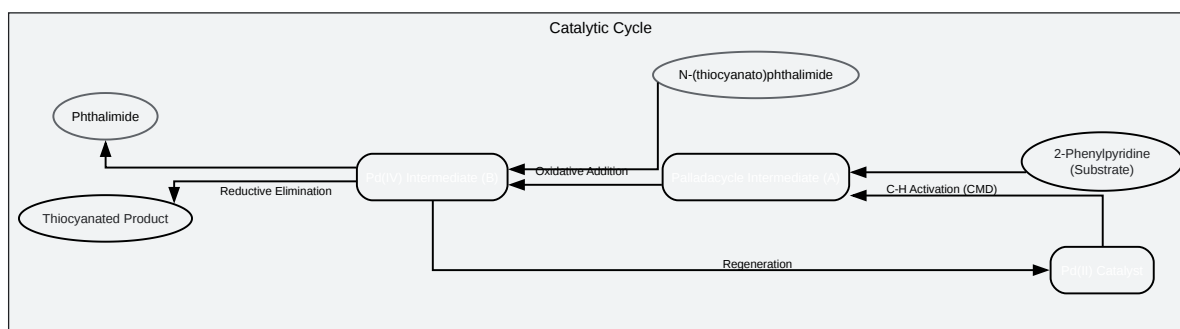 Catalytic Cycle
N-(thiocyanato)phthalimide
Phthalimide
2-Phenylpyridine
(Substrate)
Pd(IV) Intermediate (B)
Oxidative Addition
Palladacycle Intermediate (A)
Reductive Elimination
C-H Activation (CMD)
Thiocyanated Product
Regeneration
Pd(II) Catalyst